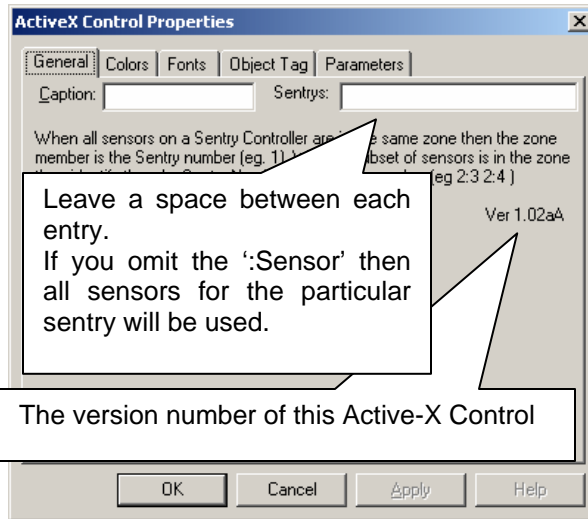 ActiveX Control Properties
General Colors Fonts Object Tag Parameters
Caption: Sentrys:
When all sensors on a Sentry Controller are same zone then the zone
member is the Sentry number (eg. 1) subset of sensors is in the zone
(eg 2:3 2:4 )
Ver 1.02aA
Leave a space between each
entry.
If you omit the ‘:Sensor’ then
all sensors for the particular
sentry will be used.
The version number of this Active-X Control
OK Cancel Apply Help